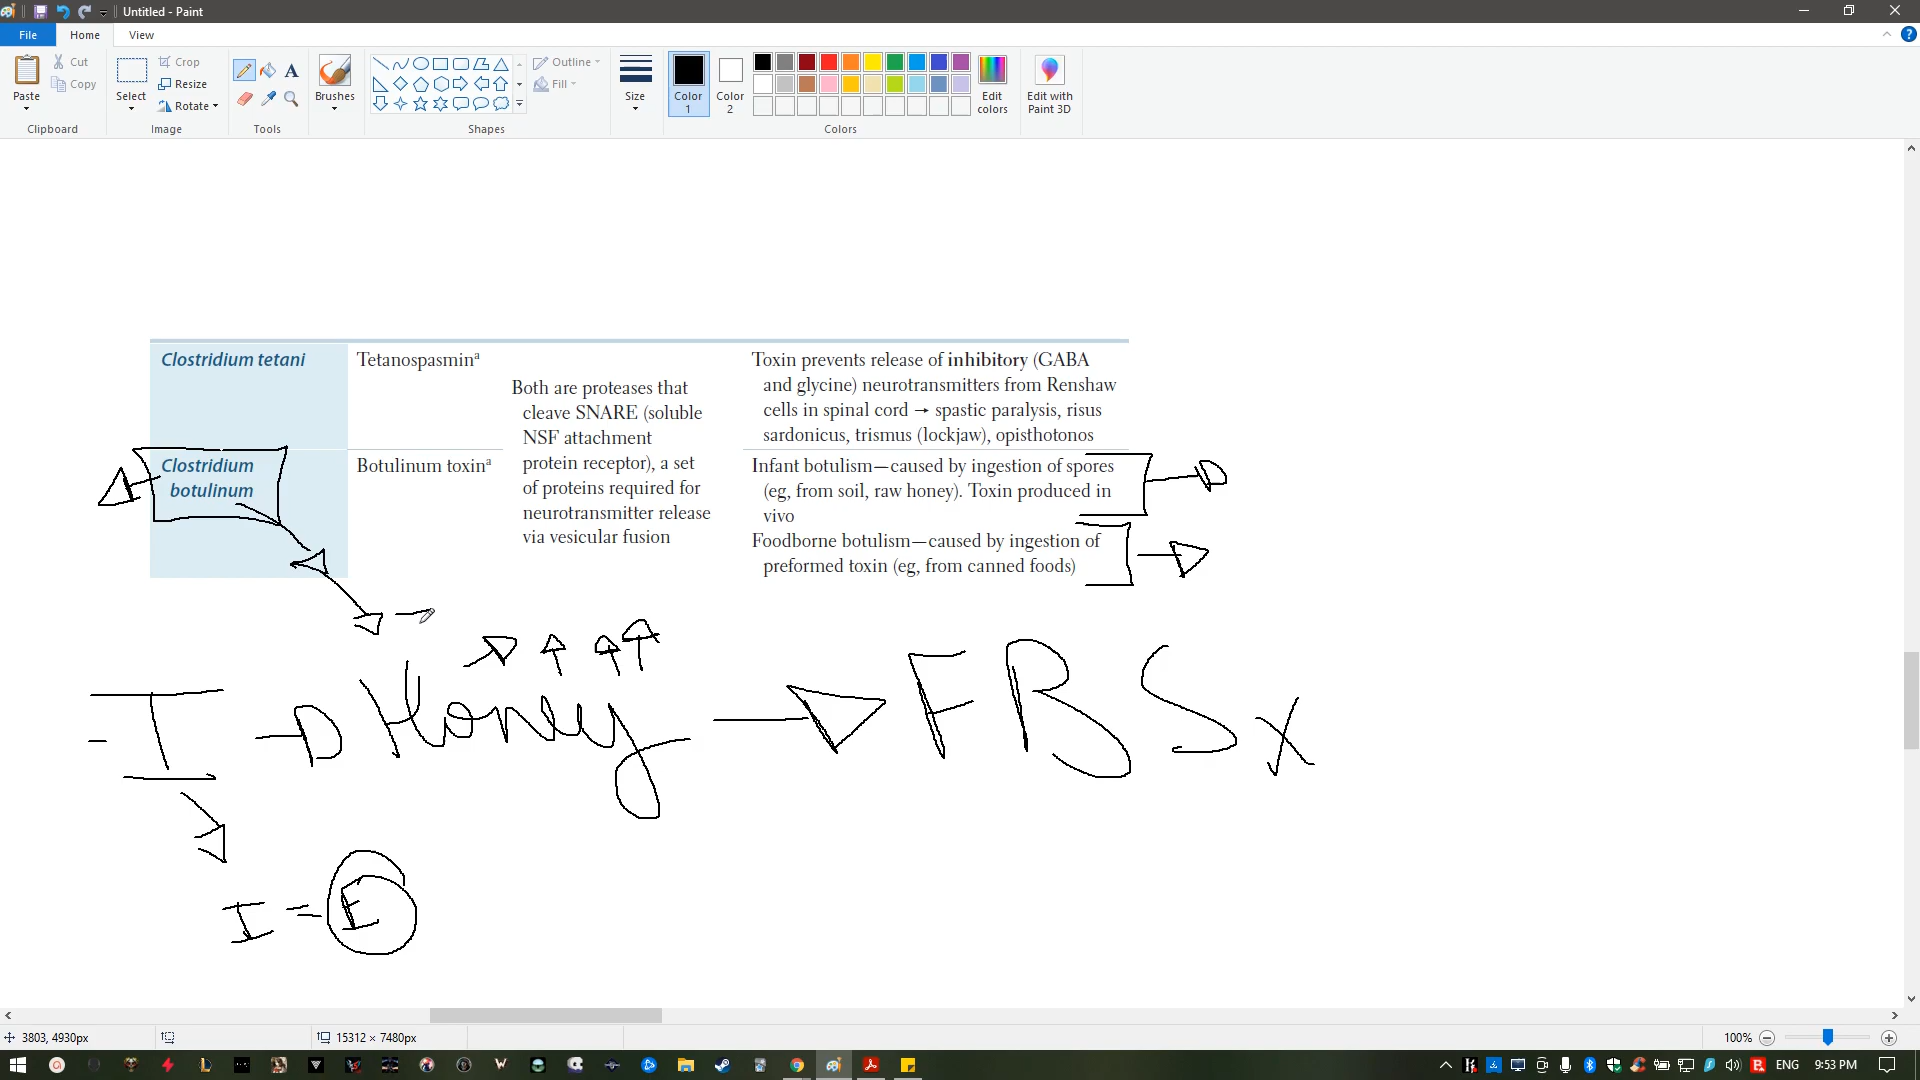 Untitled - Paint
File
Home
View
Paste
Cut
Copy
Clipboard
Select
Crop
Resize
Rotate
Image
A
Tools
Brushes
Outline
Fill
Shapes
Size
Color 1
Color 2
Edit colors
Edit with Paint 3D
Colors
Clostridium tetani
Tetanospasminª
Both are proteases that
cleave SNARE (soluble
NSF attachment
protein receptor), a set
of proteins required for
neurotransmitter release
via vesicular fusion
Toxin prevents release of inhibitory (GABA
and glycine) neurotransmitters from Renshaw
cells in spinal cord → spastic paralysis, risus
sardonicus, trismus (lockjaw), opisthotonos
Clostridium
botulinum
Botulinum toxinª
Infant botulism—caused by ingestion of spores
(eg, from soil, raw honey). Toxin produced in
vivo
Foodborne botulism—caused by ingestion of
preformed toxin (eg, from canned foods)
I Honey FBSx
I = E
3803, 4930px
15312 × 7480px
100%
ENG
9:53 PM